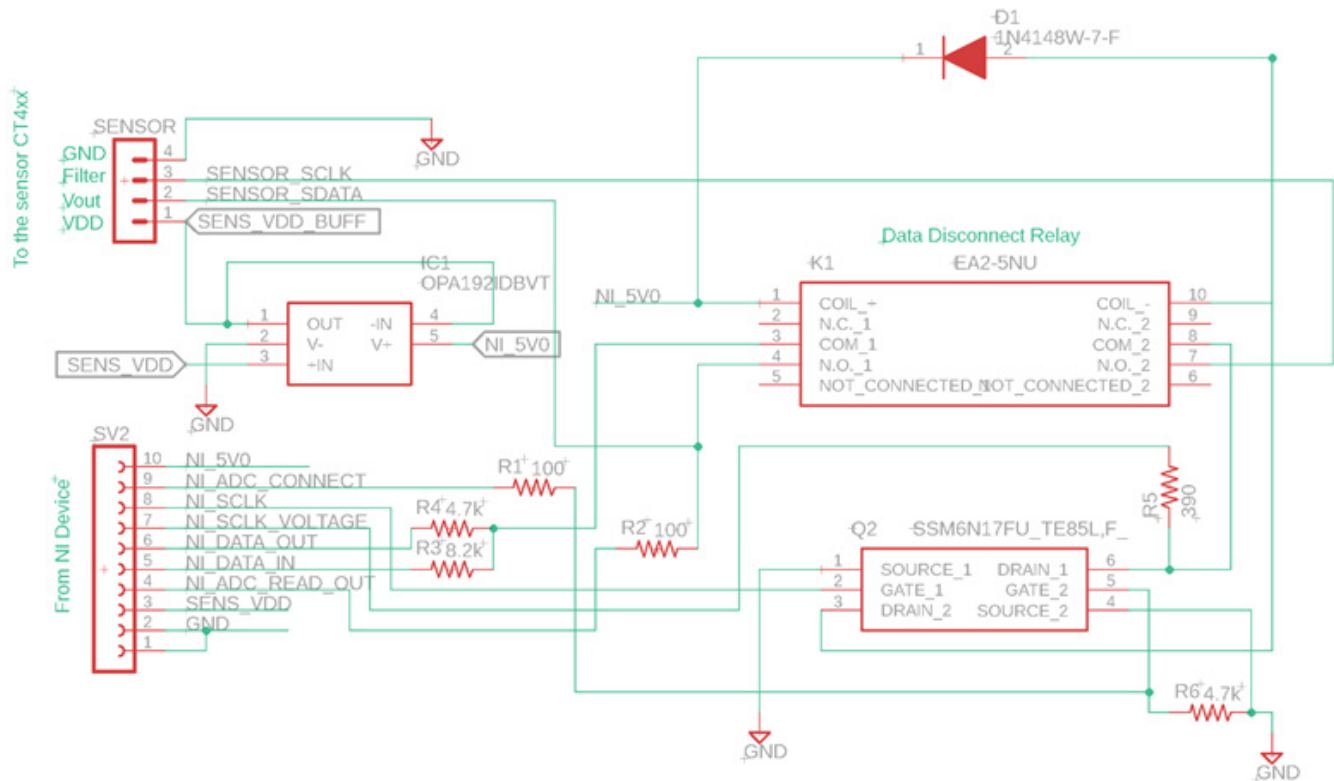 D1
1N4148W-7-F
1
2
To the sensor CT4xx
SENSOR
GND
Filter
Vout
VDD
4
3
2
1
GND
SENSOR_SCLK
SENSOR_SDATA
SENS_VDD_BUFF
IC1
OPA192IDBVT
1
2
3
OUT
V-
+IN
-IN
V+
4
5
NI_5V0
SENS_VDD
GND
Data Disconnect Relay
K1
EA2-5NU
NI_5V0
1
2
3
4
5
COIL_+
N.C._1
COM_1
N.O._1
NOT_CONNECTED_1
COIL_-
N.C._2
COM_2
N.O._2
NOT_CONNECTED_2
10
9
8
7
6
From NI Device
SV2
10 NI_5V0
9 NI_ADC_CONNECT
8 NI_SCLK
7 NI_SCLK_VOLTAGE
6 NI_DATA_OUT
5 NI_DATA_IN
4 NI_ADC_READ_OUT
3 SENS_VDD
2 GND
1
R1 100
R4 4.7k
R3 8.2k
R2 100
R5
390
Q2
SSM6N17FU_TE85L,F_
1
2
3
SOURCE_1
GATE_1
DRAIN_2
DRAIN_1
GATE_2
SOURCE_2
6
5
4
R6 4.7k
GND
GND